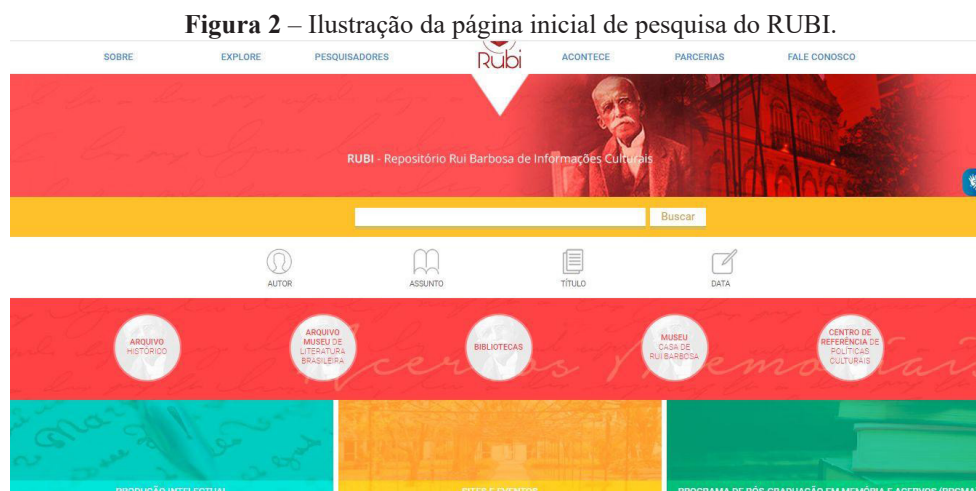 Figura 2 – Ilustração da página inicial de pesquisa do RUBI.
SOBRE EXPLORE PESQUISADORES Rubi ACONTECE PARCERIAS FALE CONOSCO
RUBI - Repositório Rui Barbosa de Informações Culturais
Buscar
AUTOR ASSUNTO TÍTULO DATA
ARQUIVO
HISTÓRICO
ARQUIVO
MUSEU DE
LITERATURA
BRASILEIRA
BIBLIOTECAS
MUSEU
CASA DE
RUI BARBOSA
CENTRO DE
REFERÊNCIA DE
POLÍTICAS
CULTURAIS
Acervos Memoriais
PRODUÇÃO INTELECTUAL
SITES E EVENTOS
PROGRAMA DE PÓS-GRADUAÇÃO EM MEMÓRIA E ACERVOS (PPGMA)